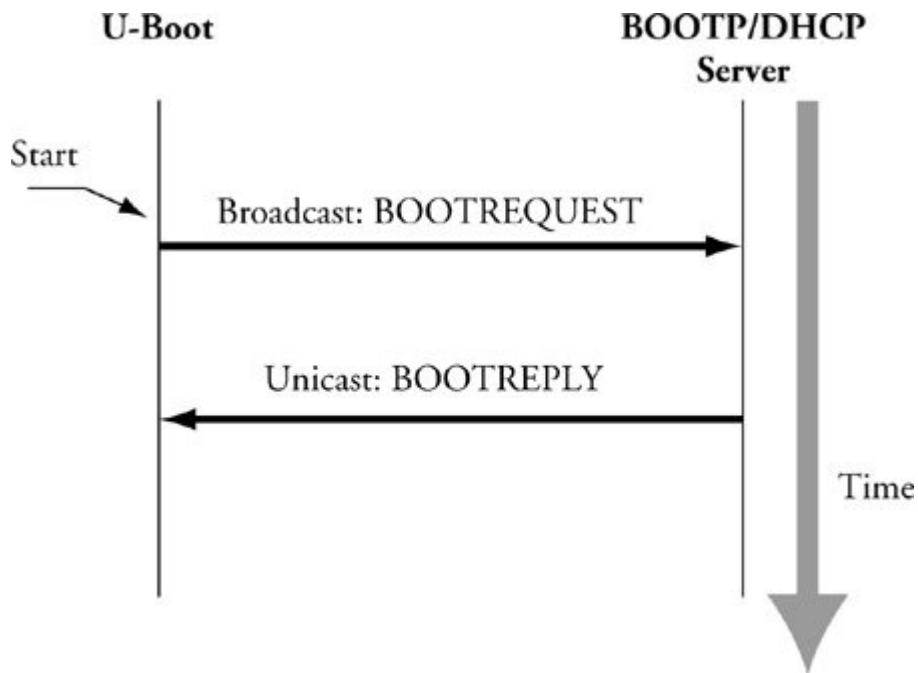 U-Boot
BOOTP/DHCP
Server
Start
Broadcast: BOOTREQUEST
Unicast: BOOTREPLY
Time